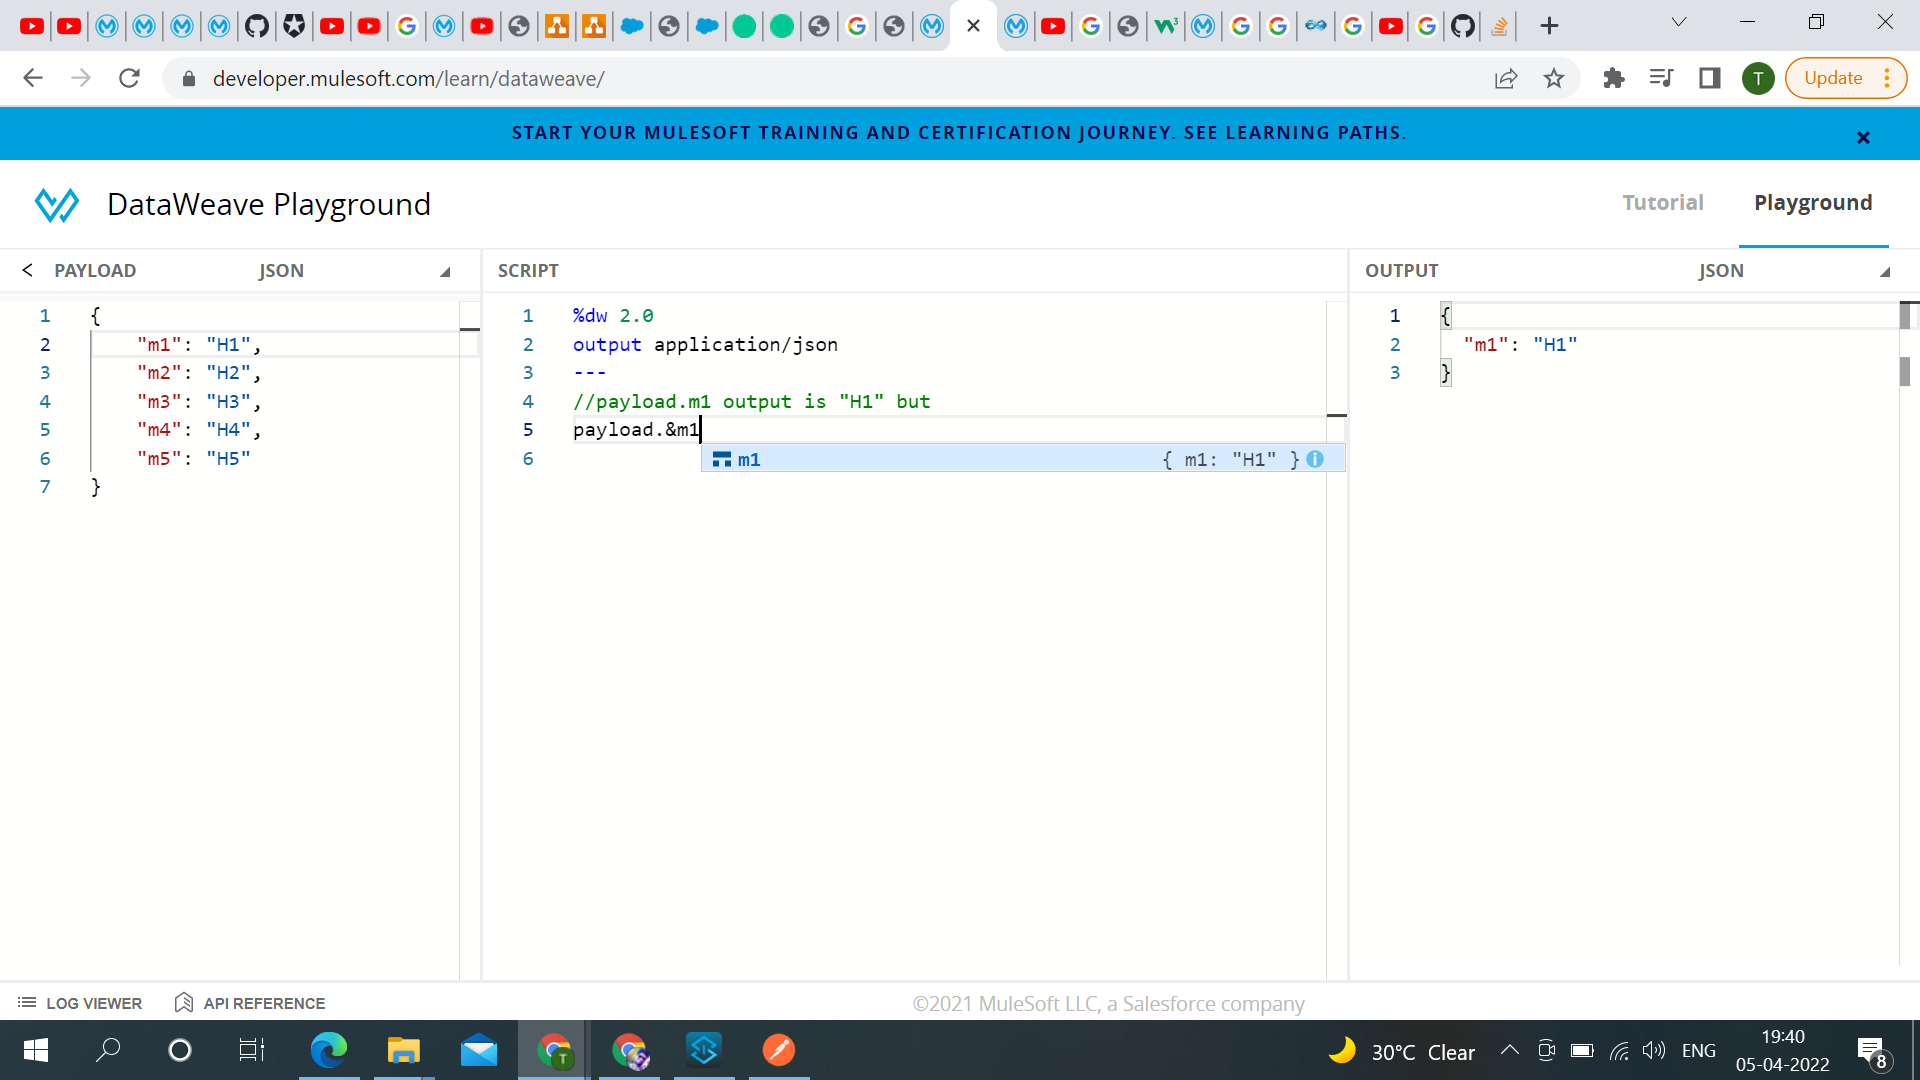 developer.mulesoft.com/learn/dataweave/
T
Update
START YOUR MULESOFT TRAINING AND CERTIFICATION JOURNEY. SEE LEARNING PATHS.
DataWeave Playground
Tutorial
Playground
PAYLOAD
JSON
SCRIPT
OUTPUT
JSON
1 {
2 "m1": "H1",
3 "m2": "H2",
4 "m3": "H3",
5 "m4": "H4",
6 "m5": "H5"
7 }
1 %dw 2.0
2 output application/json
3 ---
4 //payload.m1 output is "H1" but
5 payload.&m1
6
m1 { m1: "H1" }
1 {
2 "m1": "H1"
3 }
LOG VIEWER
API REFERENCE
©2021 MuleSoft LLC, a Salesforce company
T
30°C Clear
ENG
19:40
05-04-2022
8